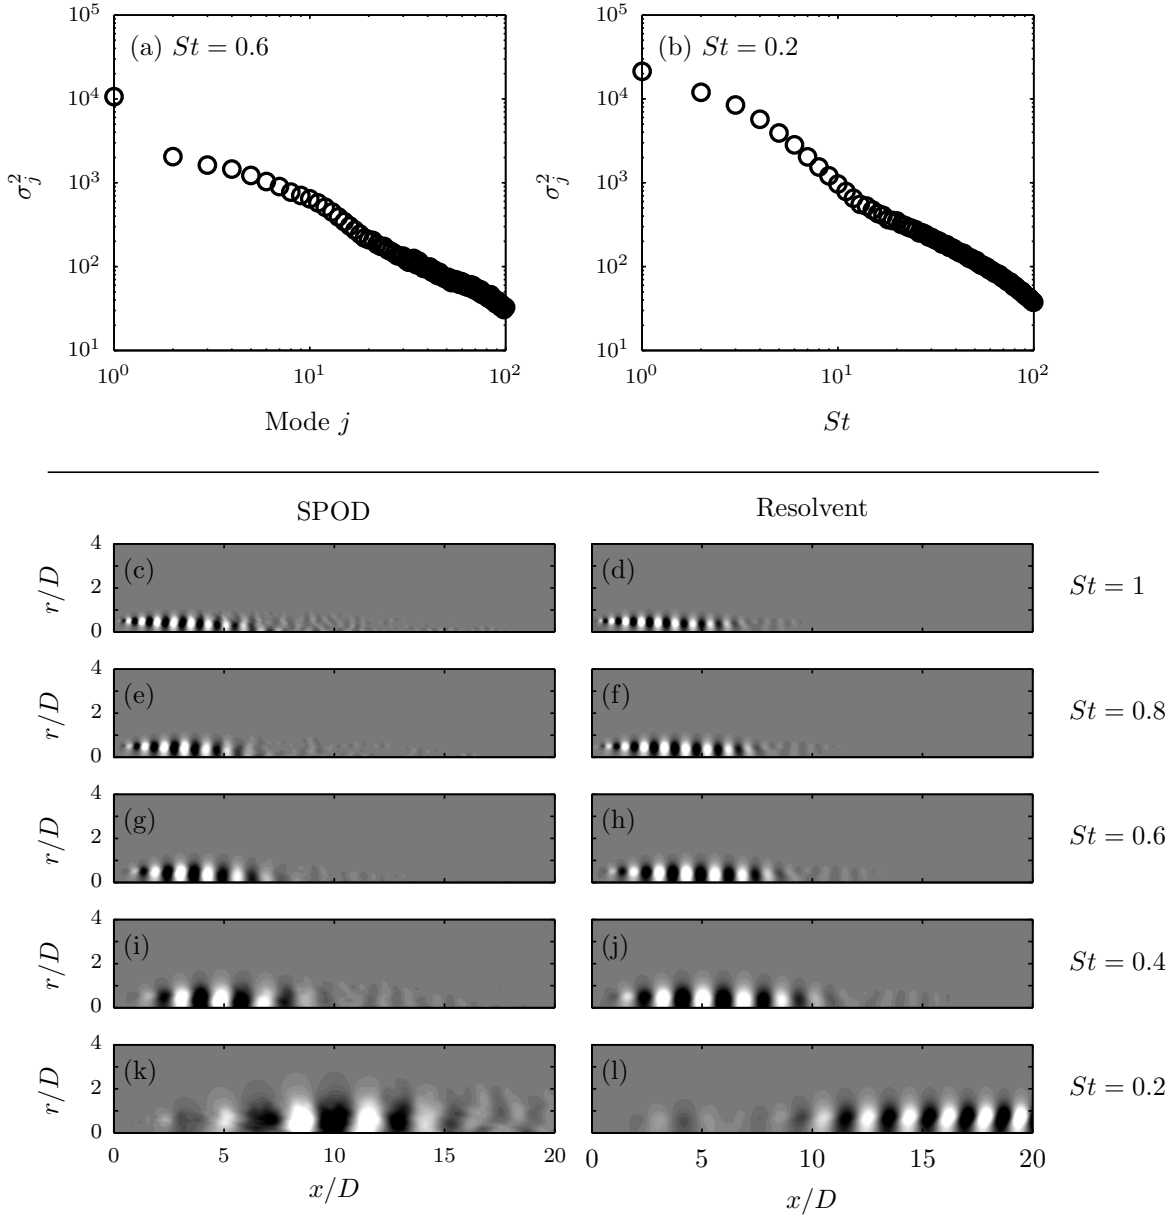 (a) St = 0.6
(b) St = 0.2
10^5
10^4
10^3
10^2
10^1
σ_j^2
10^0
10^1
10^2
Mode j
10^5
10^4
10^3
10^2
10^1
σ_j^2
10^0
10^1
10^2
St
SPOD
Resolvent
r/D
4
2
0
(c)
(d)
St = 1
r/D
4
2
0
(e)
(f)
St = 0.8
r/D
4
2
0
(g)
(h)
St = 0.6
r/D
4
2
0
(i)
(j)
St = 0.4
r/D
4
2
0
(k)
(l)
St = 0.2
0 5 10 15 20
0 5 10 15 20
x/D
x/D